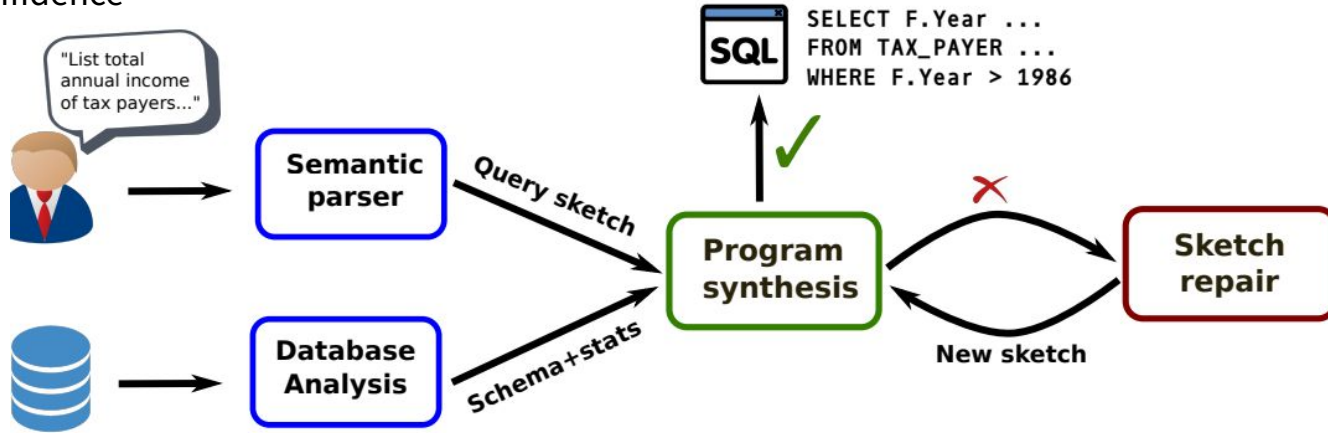 "List total
annual income
of tax payers..."
Semantic
parser
Query sketch
Database
Analysis
Schema+stats
SQL
SELECT F.Year ...
FROM TAX_PAYER ...
WHERE F.Year > 1986
Program
synthesis
Sketch
repair
New sketch